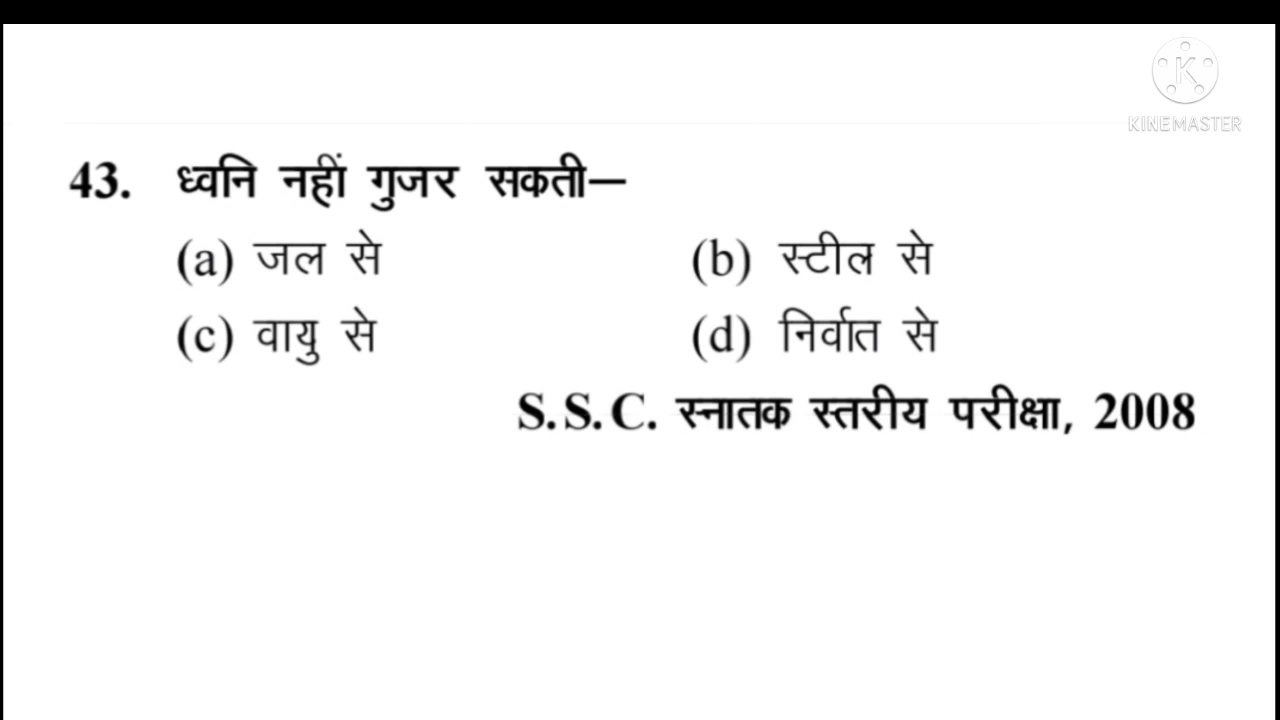 KINEMASTER
43. ध्वनि नहीं गुजर सकती—
(a) जल से (b) स्टील से
(c) वायु से (d) निर्वात से
S.S.C. स्नातक स्तरीय परीक्षा, 2008